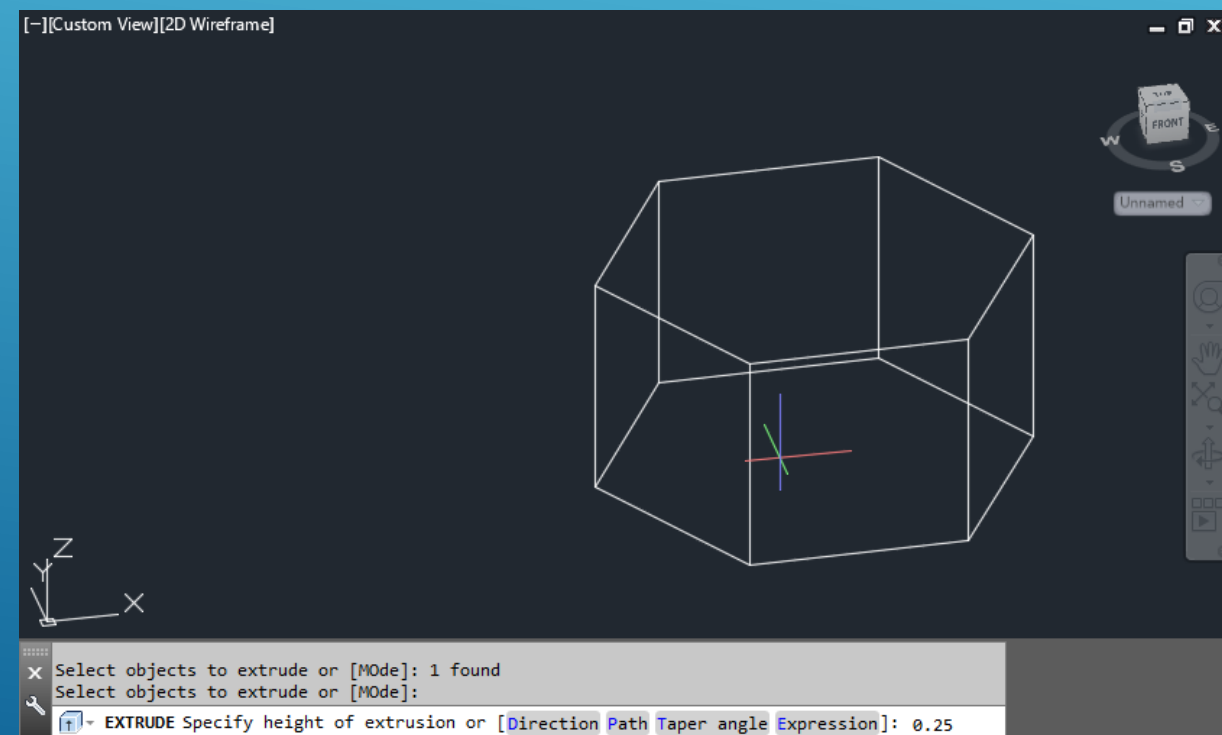 [−][Custom View][2D Wireframe]
TOP
FRONT
W
E
S
Unnamed
Z
Y
X
Select objects to extrude or [MOde]: 1 found
Select objects to extrude or [MOde]:
EXTRUDE Specify height of extrusion or [Direction Path Taper angle Expression]: 0.25